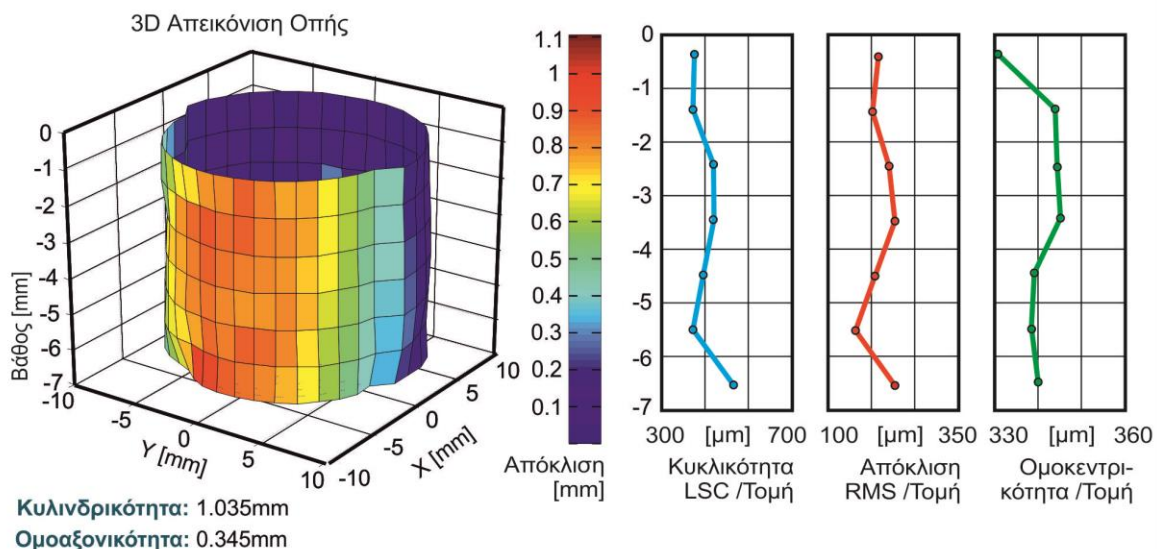 3D Απεικόνιση Οπής
0
-1
-2
-3
-4
-5
-6
-7
Βάθος [mm]
-10
-5
0
5
10
Y [mm]
-10
-5
0
5
10
X [mm]
1.1
1
0.9
0.8
0.7
0.6
0.5
0.4
0.3
0.2
0.1
Απόκλιση
[mm]
0
-1
-2
-3
-4
-5
-6
-7
300 [μm] 700
Κυκλικότητα
LSC /Τομή
100 [μm] 350
Απόκλιση
RMS /Τομή
330 [μm] 360
Ομοκεντρι-
κότητα /Τομή
Κυλινδρικότητα: 1.035mm
Ομοαξονικότητα: 0.345mm